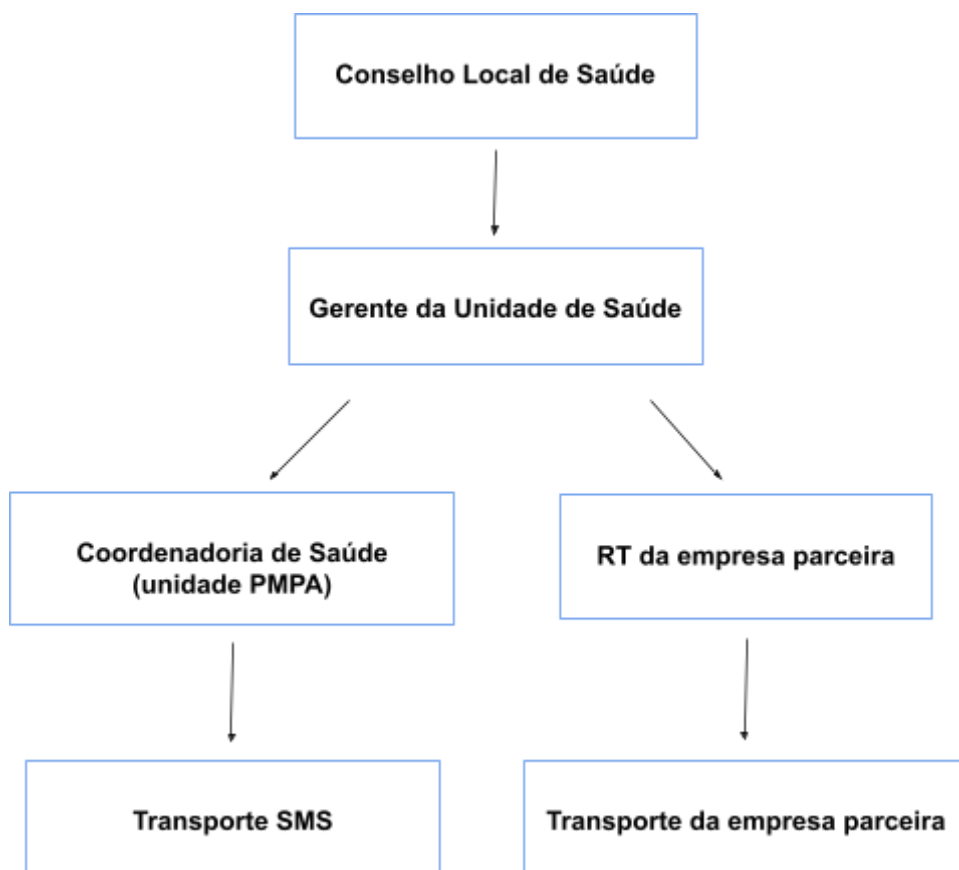 Conselho Local de Saúde
Gerente da Unidade de Saúde
Coordenadoria de Saúde
(unidade PMPA)
RT da empresa parceira
Transporte SMS
Transporte da empresa parceira